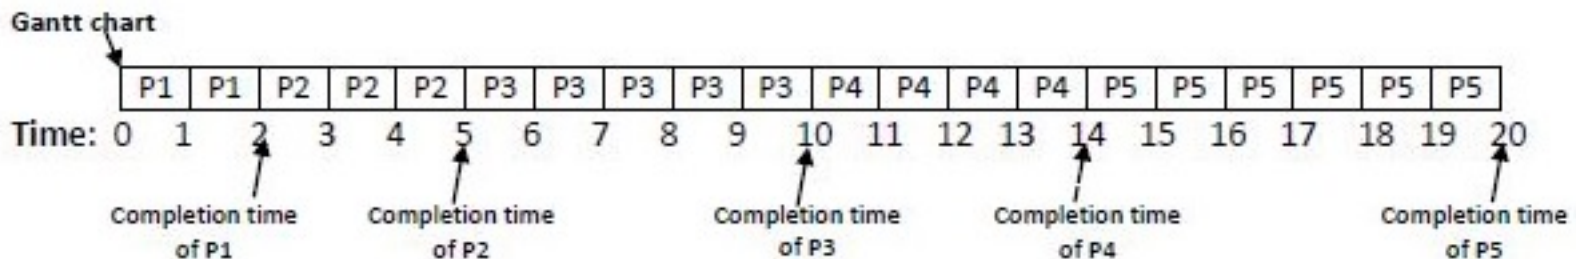 Gantt chart
P1 P1 P2 P2 P2 P3 P3 P3 P3 P3 P4 P4 P4 P4 P5 P5 P5 P5 P5 P5
Time: 0 1 2 3 4 5 6 7 8 9 10 11 12 13 14 15 16 17 18 19 20
Completion time Completion time Completion time Completion time Completion time
of P1 of P2 of P3 of P4 of P5